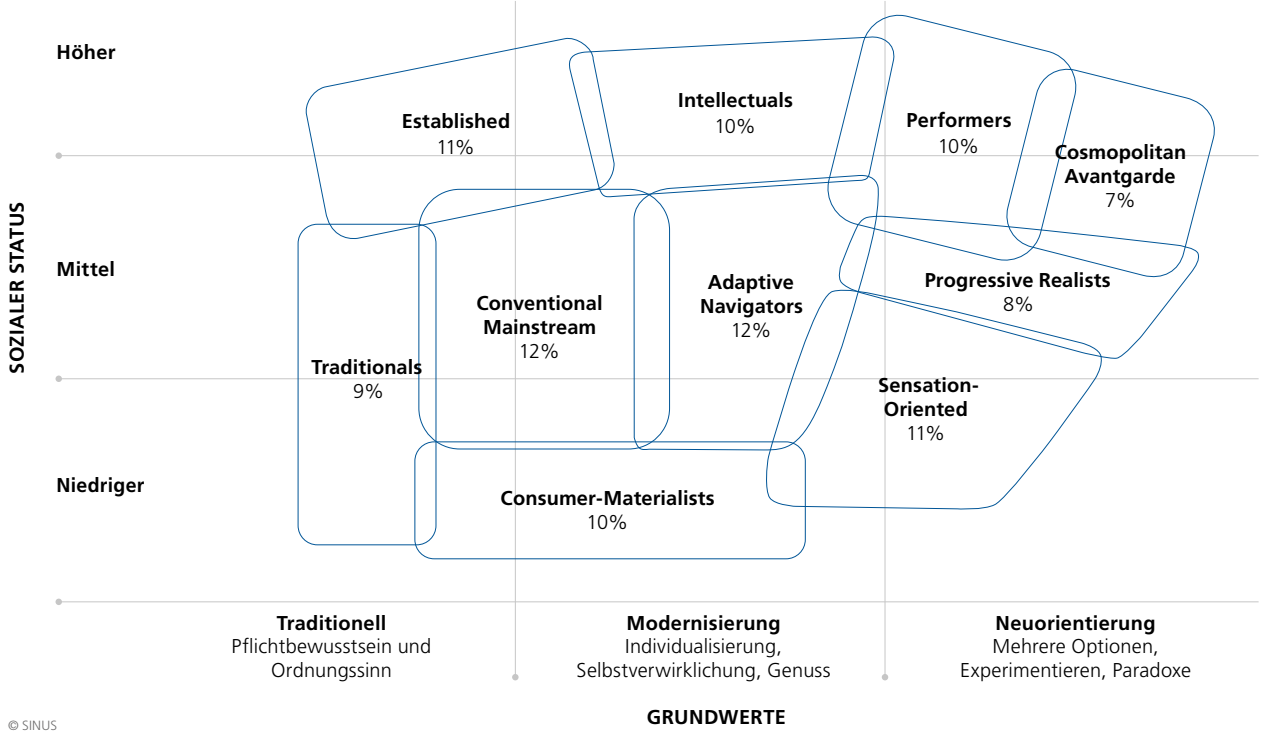 Höher
Established
11%
Intellectuals
10%
Performers
10%
Cosmopolitan
Avantgarde
7%
SOZIALER STATUS
Mittel
Traditionals
9%
Conventional
Mainstream
12%
Adaptive
Navigators
12%
Progressive Realists
8%
Sensation-
Oriented
11%
Niedriger
Consumer-Materialists
10%
Traditionell
Pflichtbewusstsein und
Ordnungssinn
Modernisierung
Individualisierung,
Selbstverwirklichung, Genuss
Neuorientierung
Mehrere Optionen,
Experimentieren, Paradoxe
GRUNDWERTE
© SINUS